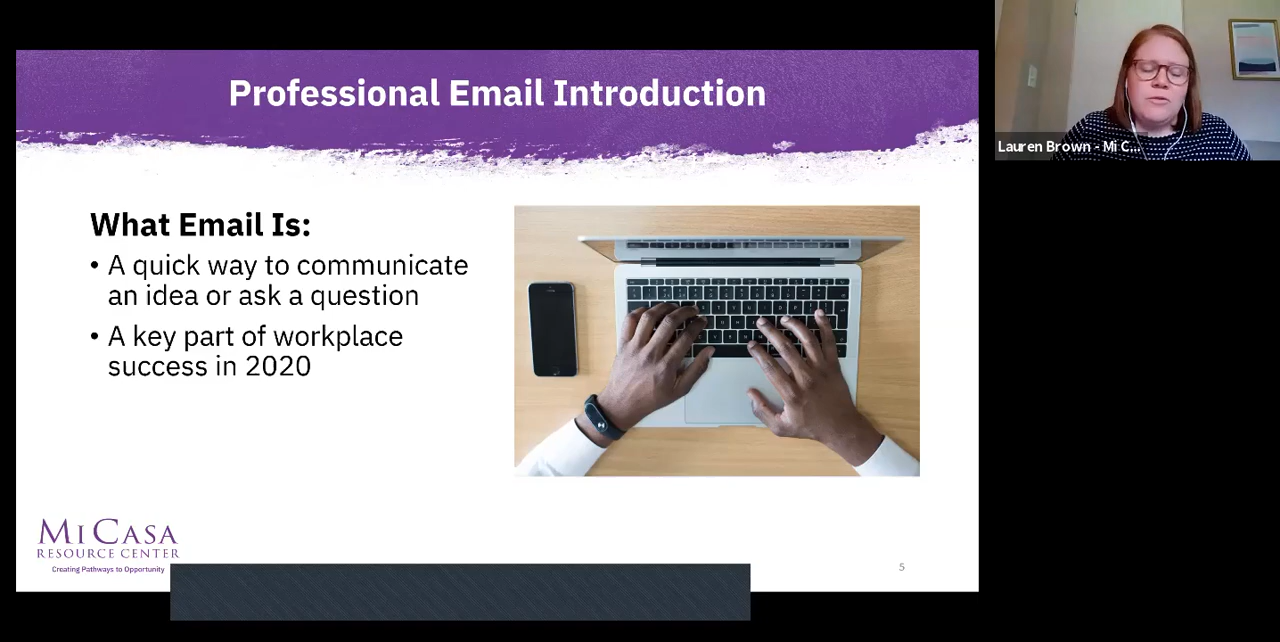 Professional Email Introduction
Lauren Brown - Mi C...
What Email Is:
• A quick way to communicate
an idea or ask a question
• A key part of workplace
success in 2020
MI CASA
RESOURCE CENTER
Creating Pathways to Opportunity
5